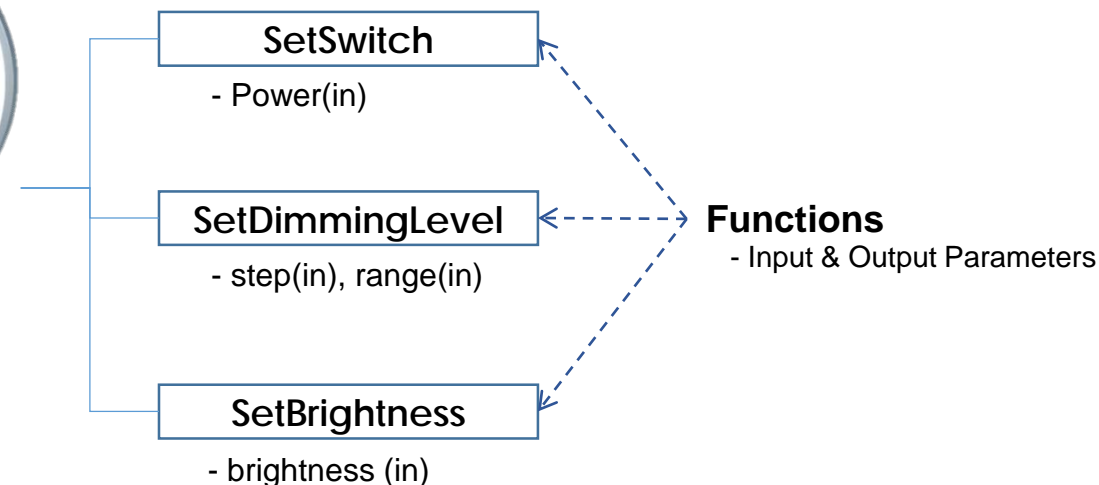 SetSwitch
- Power(in)
SetDimmingLevel
- step(in), range(in)
SetBrightness
- brightness (in)
Functions
- Input & Output Parameters